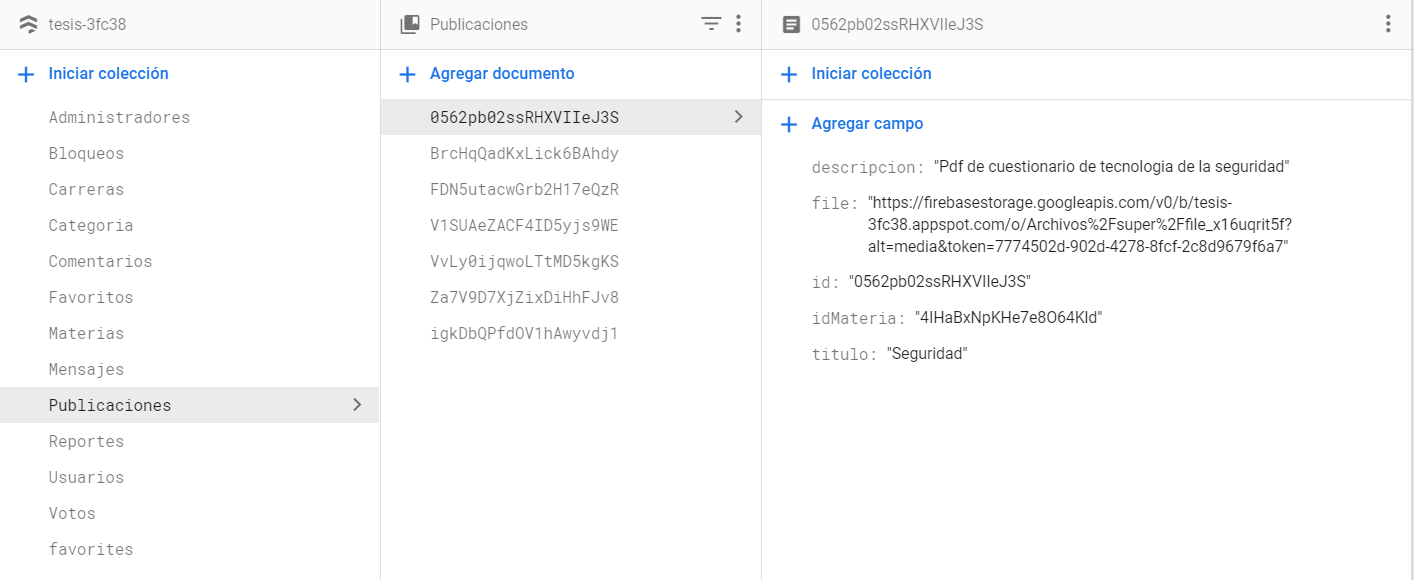 tesis-3fc38
Iniciar colección
Administradores
Bloqueos
Carreras
Categoria
Comentarios
Favoritos
Materias
Mensajes
Publicaciones
Reportes
Usuarios
Votos
favorites
Publicaciones
Agregar documento
0562pb02ssRHXVIIeJ3S
BrcHqQadKxLick6BAhdy
FDN5utacwGrb2H17eQzR
V1SUAeZACF4ID5yjs9WE
VvLy0ijqwoLTtMD5kgKS
Za7V9D7XjZixDiHhFJv8
igkDbQPfdOV1hAwyvdj1
0562pb02ssRHXVIIeJ3S
Iniciar colección
Agregar campo
descripcion: "Pdf de cuestionario de tecnologia de la seguridad"
file: "https://firebasestorage.googleapis.com/v0/b/tesis-
3fc38.appspot.com/o/Archivos%2Fsuper%2Ffile_x16uqrit5f?
alt=media&token=7774502d-902d-4278-8fcf-2c8d9679f6a7"
id: "0562pb02ssRHXVIIeJ3S"
idMateria: "4IHaBxNpKHe7e8O64KId"
titulo: "Seguridad"